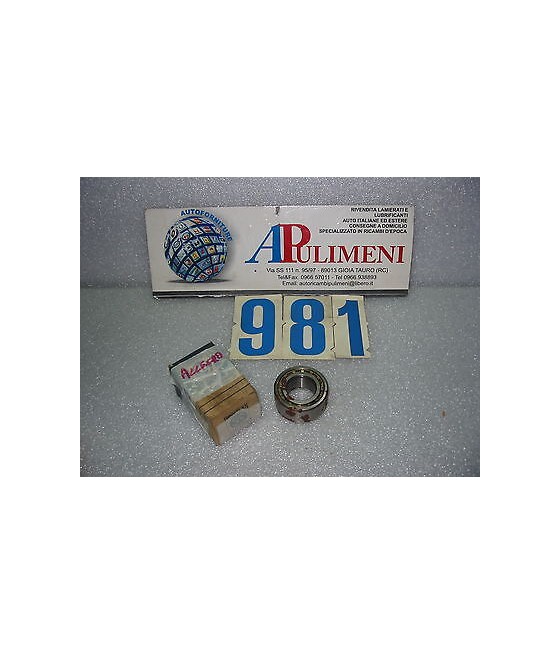 AUTOFORNITURE
APULIMENI
RIVENDITA LAMIERATI E
LUBRIFICANTI
AUTO ITALIANE ED ESTERE
CONSEGNE A DOMICILIO
SPECIALIZZATO IN RICAMBI D'EPOCA
Via SS 111 n. 95/97 - 89013 GIOIA TAURO (RC)
Tel&Fax: 0966 57011 - Tel 0966.938893
Email: autoricambipulimeni@libero.it
981
ALLEGRO